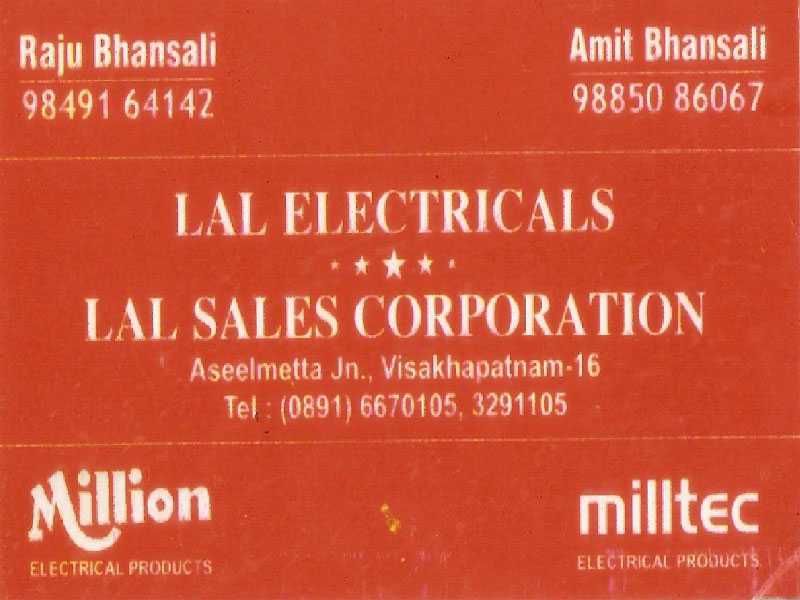 Raju Bhansali
98491 64142
Amit Bhansali
98850 86067
LAL ELECTRICALS
LAL SALES CORPORATION
Aseelmetta Jn., Visakhapatnam-16
Tel : (0891) 6670105, 3291105
Million
ELECTRICAL PRODUCTS
milltec
ELECTRICAL PRODUCTS